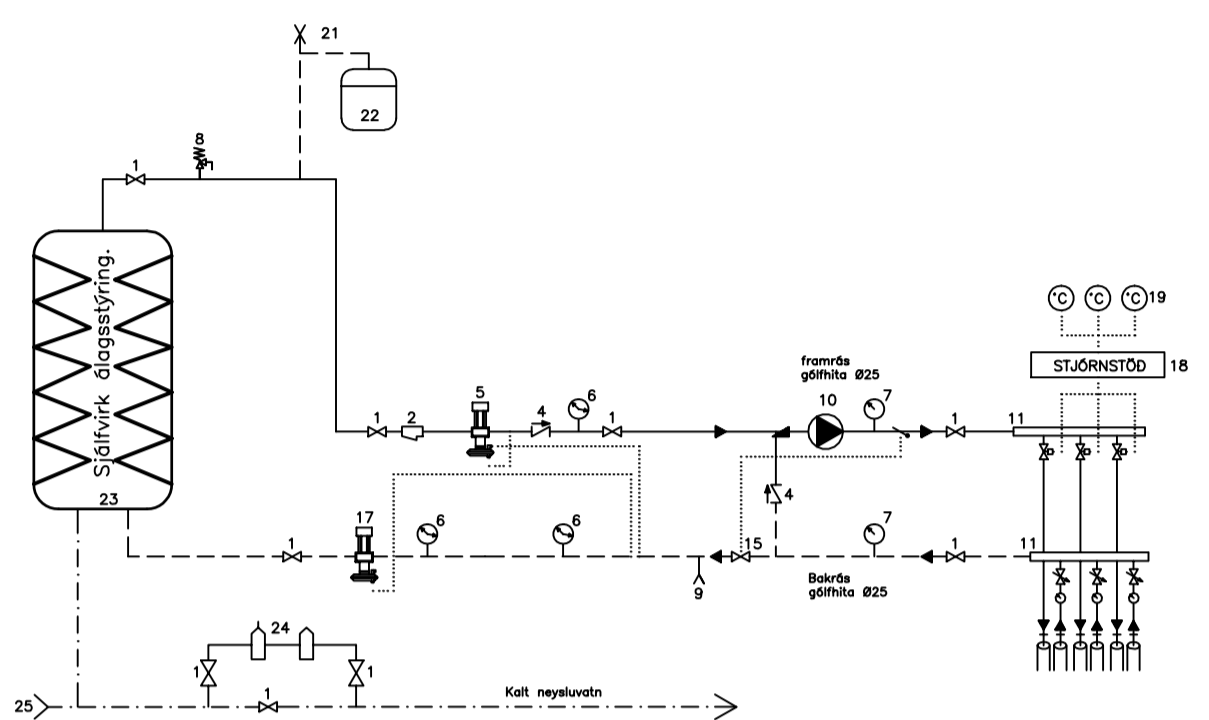 21
22
8
1
Sjálfvirk álagsstýring.
23
°C °C °C 19
STJÓRNSTÖÐ 18
framrás
gólfhita Ø25
1 2 5 4 6 1 10 7 1 11
4
1 17 6 6 15 7 1 11
9
Bakrás
gólfhita Ø25
24
1 1
1
25 Kalt neysluvatn